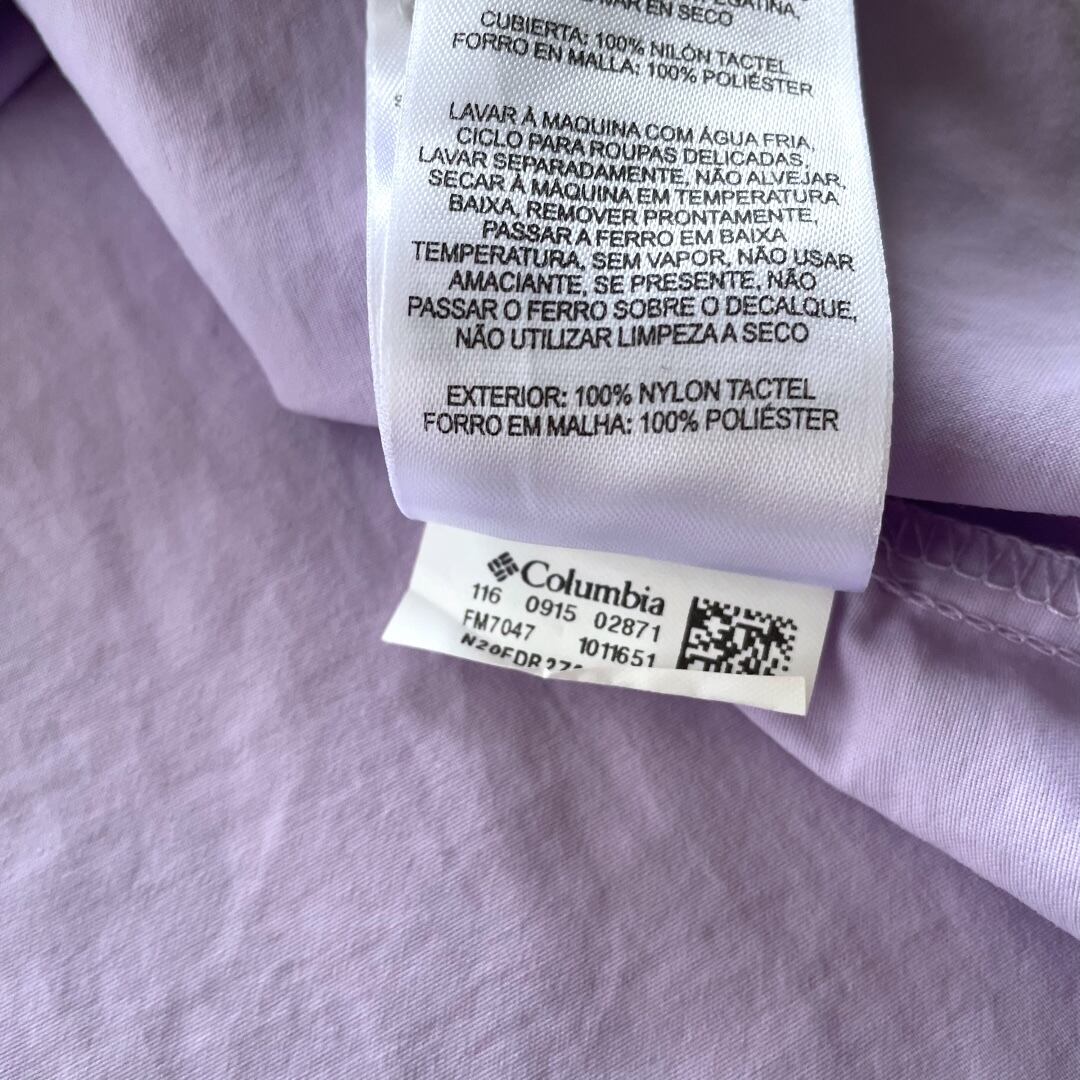 EN SECO
CUBIERTA: 100% NILÓN TACTEL
FORRO EN MALLA: 100% POLIÉSTER
LAVAR À MAQUINA COM ÁGUA FRIA,
CICLO PARA ROUPAS DELICADAS,
LAVAR SEPARADAMENTE, NÃO ALVEJAR,
SECAR À MÁQUINA EM TEMPERATURA
BAIXA, REMOVER PRONTAMENTE,
PASSAR A FERRO EM BAIXA
TEMPERATURA, SEM VAPOR, NÃO USAR
AMACIANTE, SE PRESENTE, NÃO
PASSAR O FERRO SOBRE O DECALQUE,
NÃO UTILIZAR LIMPEZA A SECO
EXTERIOR: 100% NYLON TACTEL
FORRO EM MALHA: 100% POLIÉSTER
Columbia
116 0915 02871
FM7047 1011651